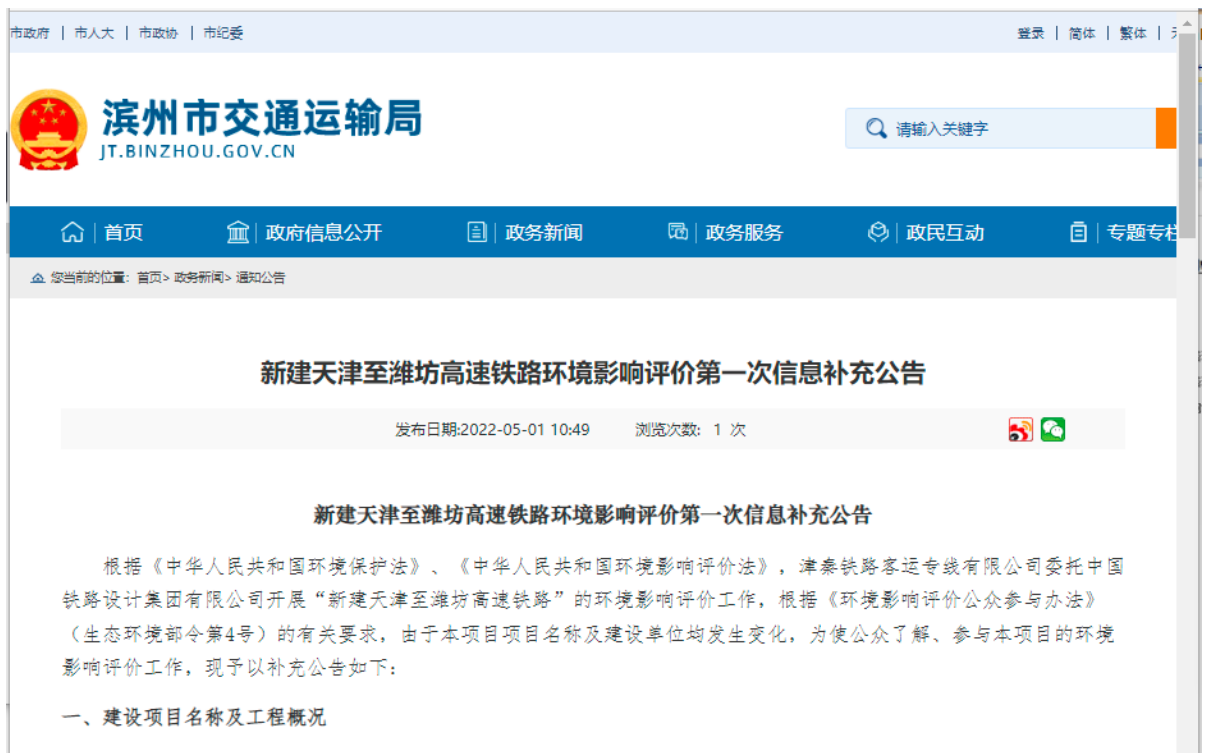 市政府 | 市人大 | 市政协 | 市纪委
登录 | 简体 | 繁体 |
滨州市交通运输局
JT.BINZHOU.GOV.CN
请输入关键字
首页 政府信息公开 政务新闻 政务服务 政民互动 专题专栏
您当前的位置：首页> 政务新闻> 通知公告
新建天津至潍坊高速铁路环境影响评价第一次信息补充公告
发布日期:2022-05-01 10:49 浏览次数: 1 次
新建天津至潍坊高速铁路环境影响评价第一次信息补充公告
根据《中华人民共和国环境保护法》、《中华人民共和国环境影响评价法》，津秦铁路客运专线有限公司委托中国
铁路设计集团有限公司开展“新建天津至潍坊高速铁路”的环境影响评价工作，根据《环境影响评价公众参与办法》
（生态环境部令第4号）的有关要求，由于本项目项目名称及建设单位均发生变化，为使公众了解、参与本项目的环境
影响评价工作，现予以补充公告如下：
一、建设项目名称及工程概况